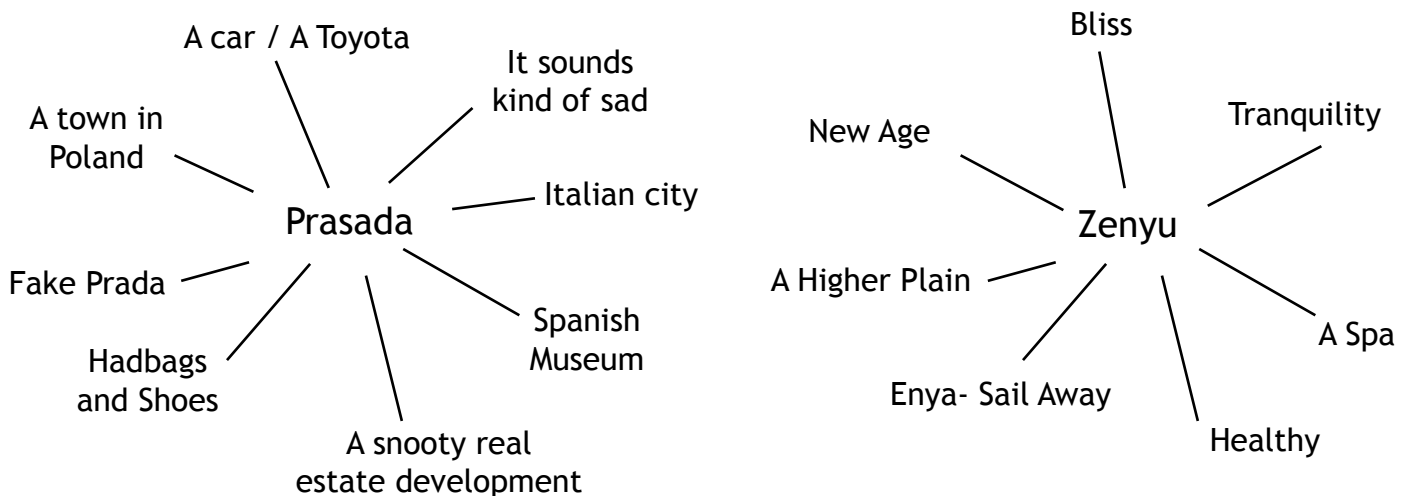 A car / A Toyota
It sounds
kind of sad
A town in
Poland
Italian city
Prasada
Fake Prada
Spanish
Museum
Hadbags
and Shoes
A snooty real
estate development
Bliss
New Age
Tranquility
Zenyu
A Higher Plain
A Spa
Enya- Sail Away
Healthy